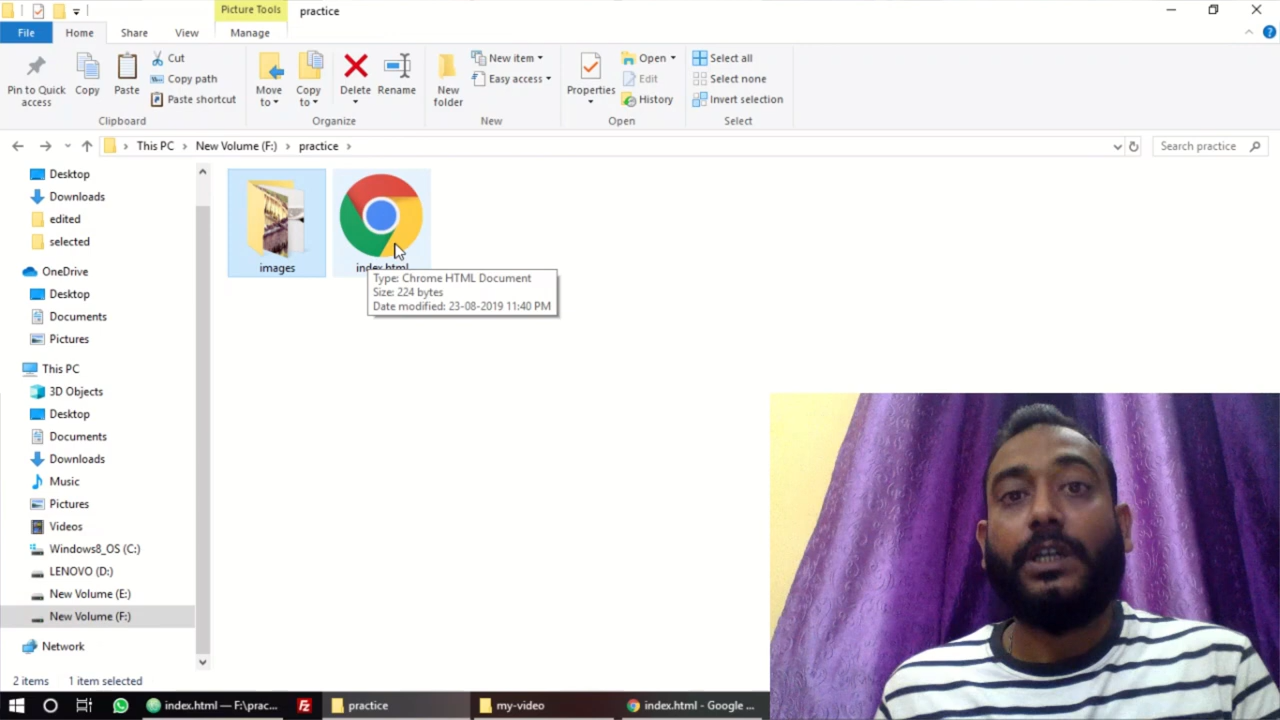 Picture Tools
practice
File
Home
Share
View
Manage
Pin to Quick access
Copy
Paste
Cut
Copy path
Paste shortcut
Clipboard
Move to
Copy to
Delete
Rename
Organize
New folder
New item
Easy access
New
Properties
Open
Edit
History
Open
Select all
Select none
Invert selection
Select
This PC > New Volume (F:) > practice >
Search practice
Desktop
Downloads
edited
selected
OneDrive
Desktop
Documents
Pictures
This PC
3D Objects
Desktop
Documents
Downloads
Music
Pictures
Videos
Windows8_OS (C:)
LENOVO (D:)
New Volume (E:)
New Volume (F:)
Network
images
index.html
Type: Chrome HTML Document
Size: 224 bytes
Date modified: 23-08-2019 11:40 PM
2 items
1 item selected
index.html — F:\prac...
Fz
practice
my-video
index.html - Google ...